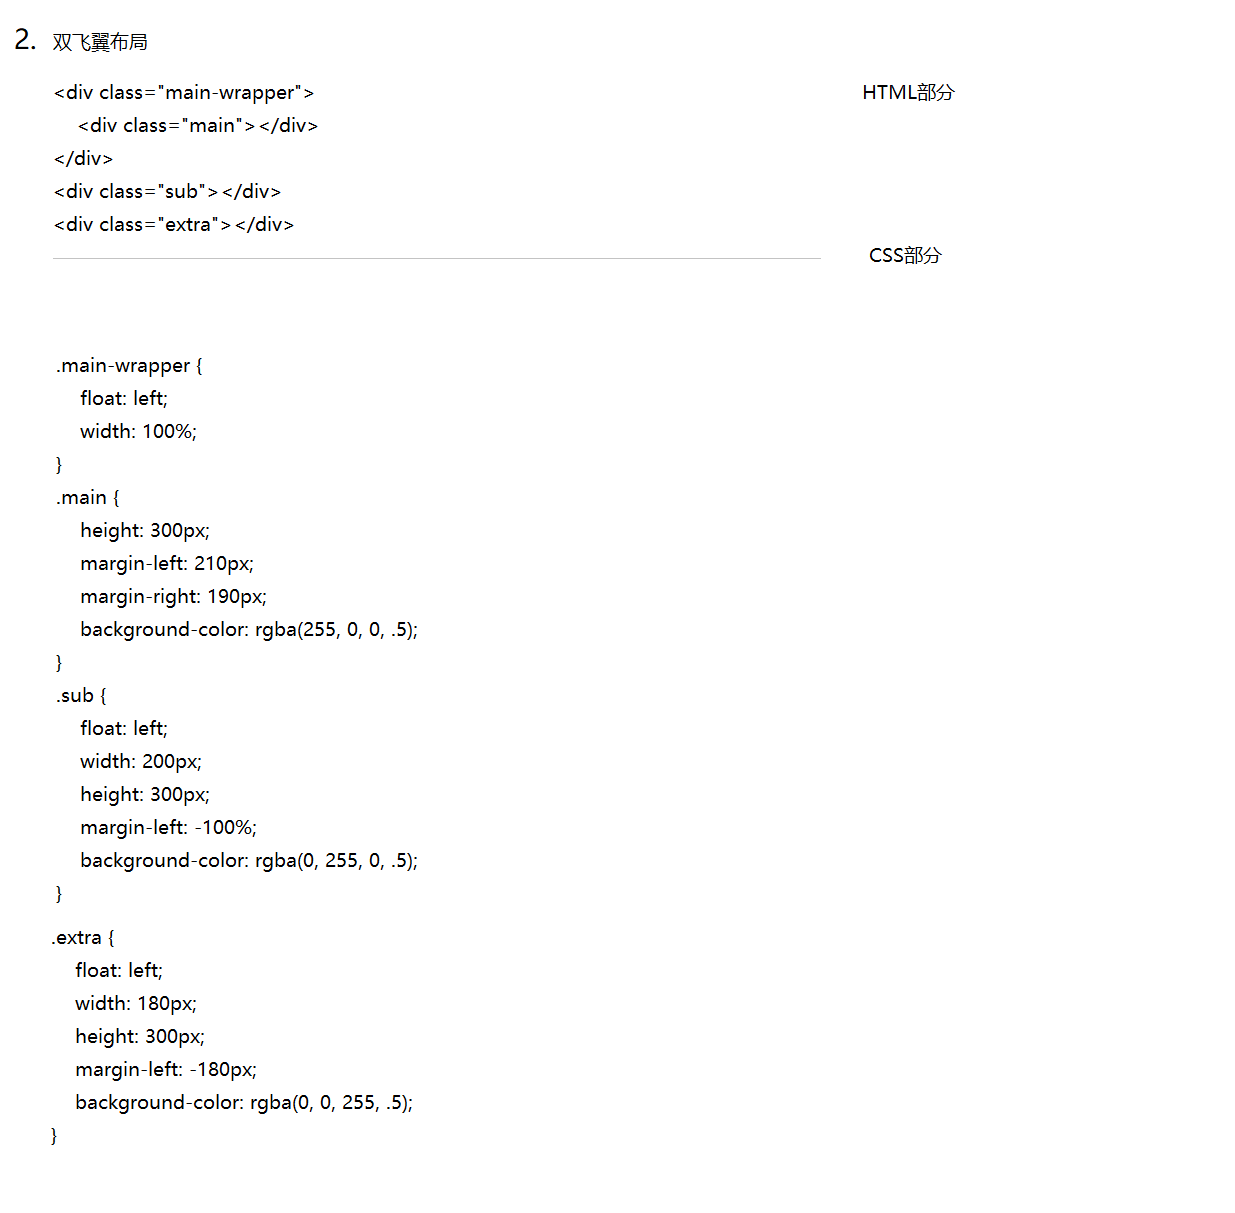 2. 双飞翼布局
<div class="main-wrapper"> HTML部分
<div class="main"></div>
</div>
<div class="sub"></div>
<div class="extra"></div>
CSS部分
.main-wrapper {
float: left;
width: 100%;
}
.main {
height: 300px;
margin-left: 210px;
margin-right: 190px;
background-color: rgba(255, 0, 0, .5);
}
.sub {
float: left;
width: 200px;
height: 300px;
margin-left: -100%;
background-color: rgba(0, 255, 0, .5);
}
.extra {
float: left;
width: 180px;
height: 300px;
margin-left: -180px;
background-color: rgba(0, 0, 255, .5);
}